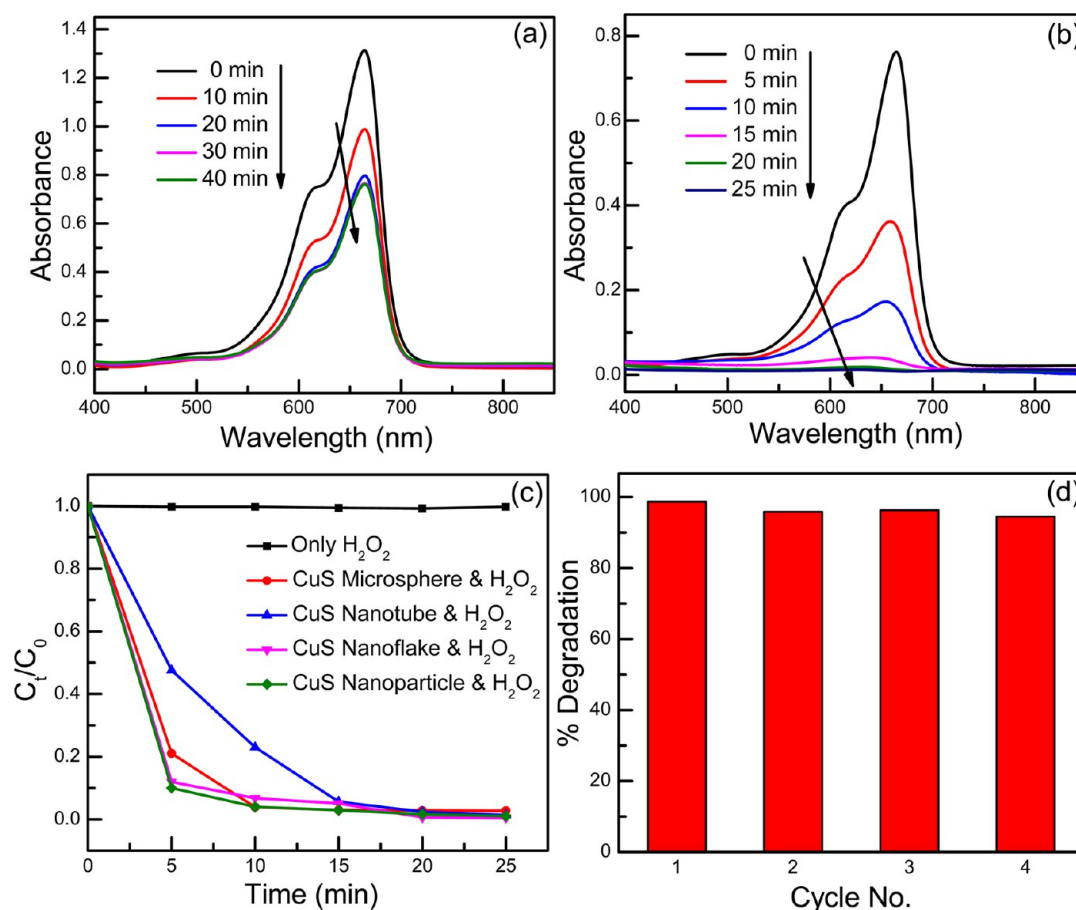 (a)
1.4
1.2
1.0
0.8
0.6
0.4
0.2
0.0
Absorbance
0 min
10 min
20 min
30 min
40 min
400 500 600 700 800
Wavelength (nm)
(b)
0.8
0.6
0.4
0.2
0.0
Absorbance
0 min
5 min
10 min
15 min
20 min
25 min
400 500 600 700 800
Wavelength (nm)
(c)
1.0
0.8
0.6
0.4
0.2
0.0
Cₜ/C₀
Only H₂O₂
CuS Microsphere & H₂O₂
CuS Nanotube & H₂O₂
CuS Nanoflake & H₂O₂
CuS Nanoparticle & H₂O₂
0 5 10 15 20 25
Time (min)
(d)
100
80
60
40
20
0
% Degradation
1 2 3 4
Cycle No.